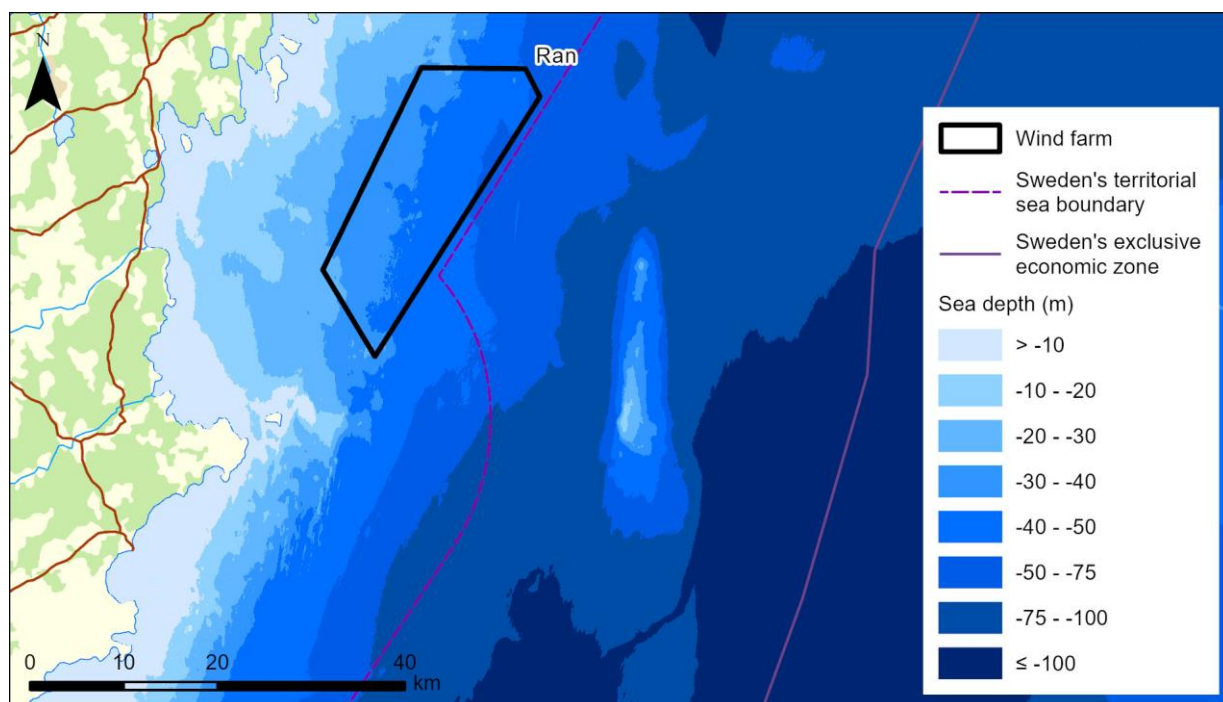 N
Ran
Wind farm
Sweden's territorial
sea boundary
Sweden's exclusive
economic zone
Sea depth (m)
> -10
-10 - -20
-20 - -30
-30 - -40
-40 - -50
-50 - -75
-75 - -100
≤ -100
0 10 20 40
km